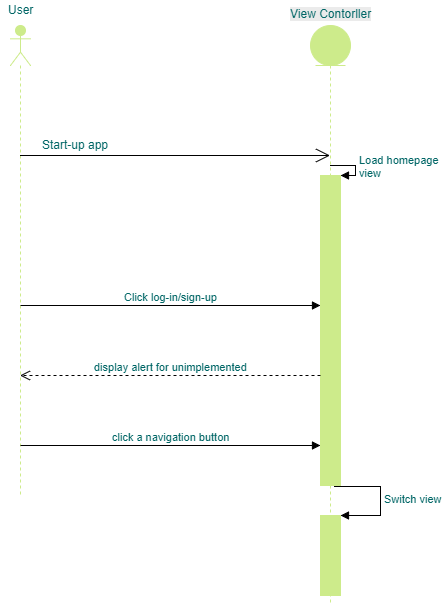 User
View Contorller
Start-up app
Load homepage
view
Click log-in/sign-up
display alert for unimplemented
click a navigation button
Switch view